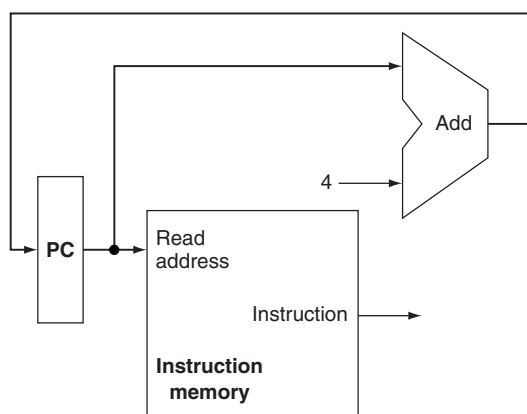 Add
4
PC
Read
address
Instruction
Instruction
memory